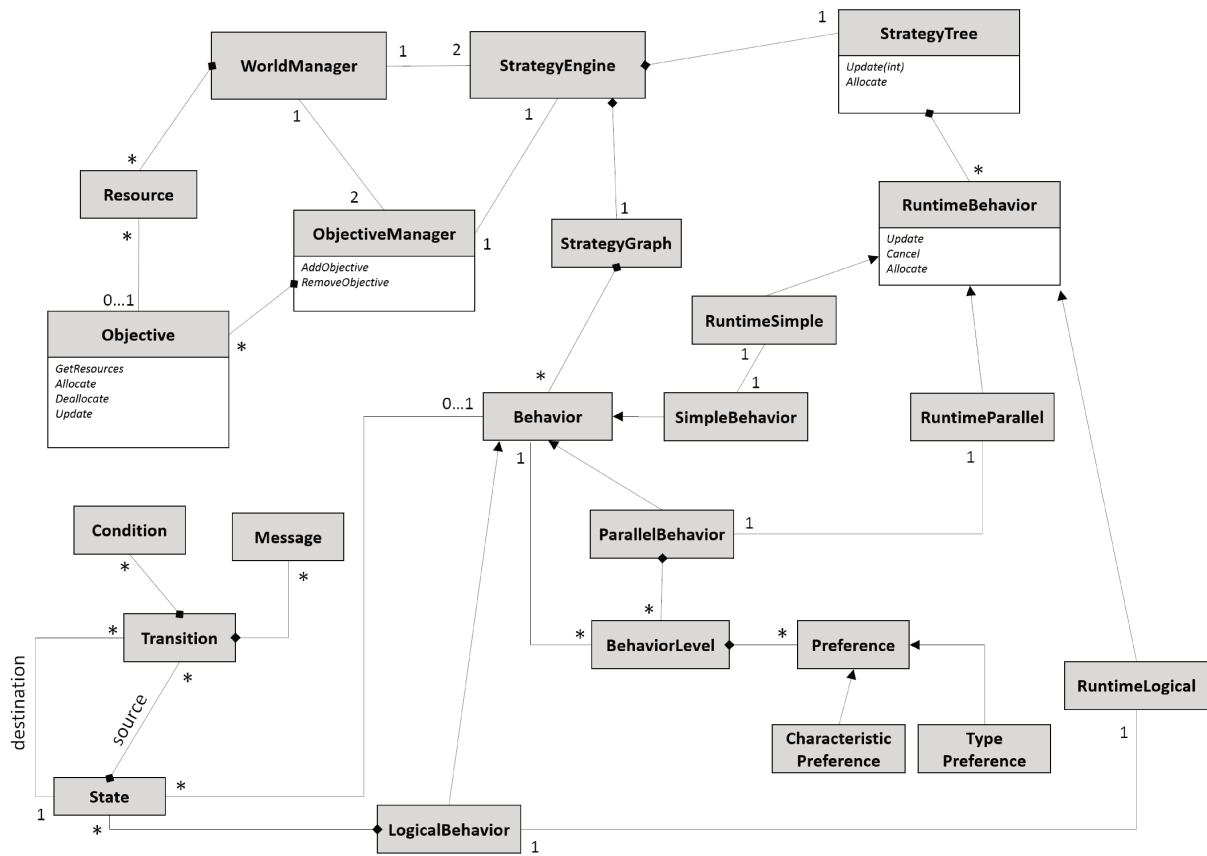 1
StrategyTree
Update(int)
Allocate
WorldManager
1
2
StrategyEngine
1
1
*
*
Resource
RuntimeBehavior
Update
Cancel
Allocate
2
1
*
ObjectiveManager
AddObjective
RemoveObjective
1
StrategyGraph
0...1
RuntimeSimple
Objective
GetResources
Allocate
Deallocate
Update
*
1
*
1
0...1
Behavior
SimpleBehavior
RuntimeParallel
1
1
Condition
Message
ParallelBehavior
1
*
*
*
Transition
*
*
BehaviorLevel
*
Preference
*
destination
source
RuntimeLogical
Characteristic
Preference
Type
Preference
1
State
*
1
*
LogicalBehavior
1